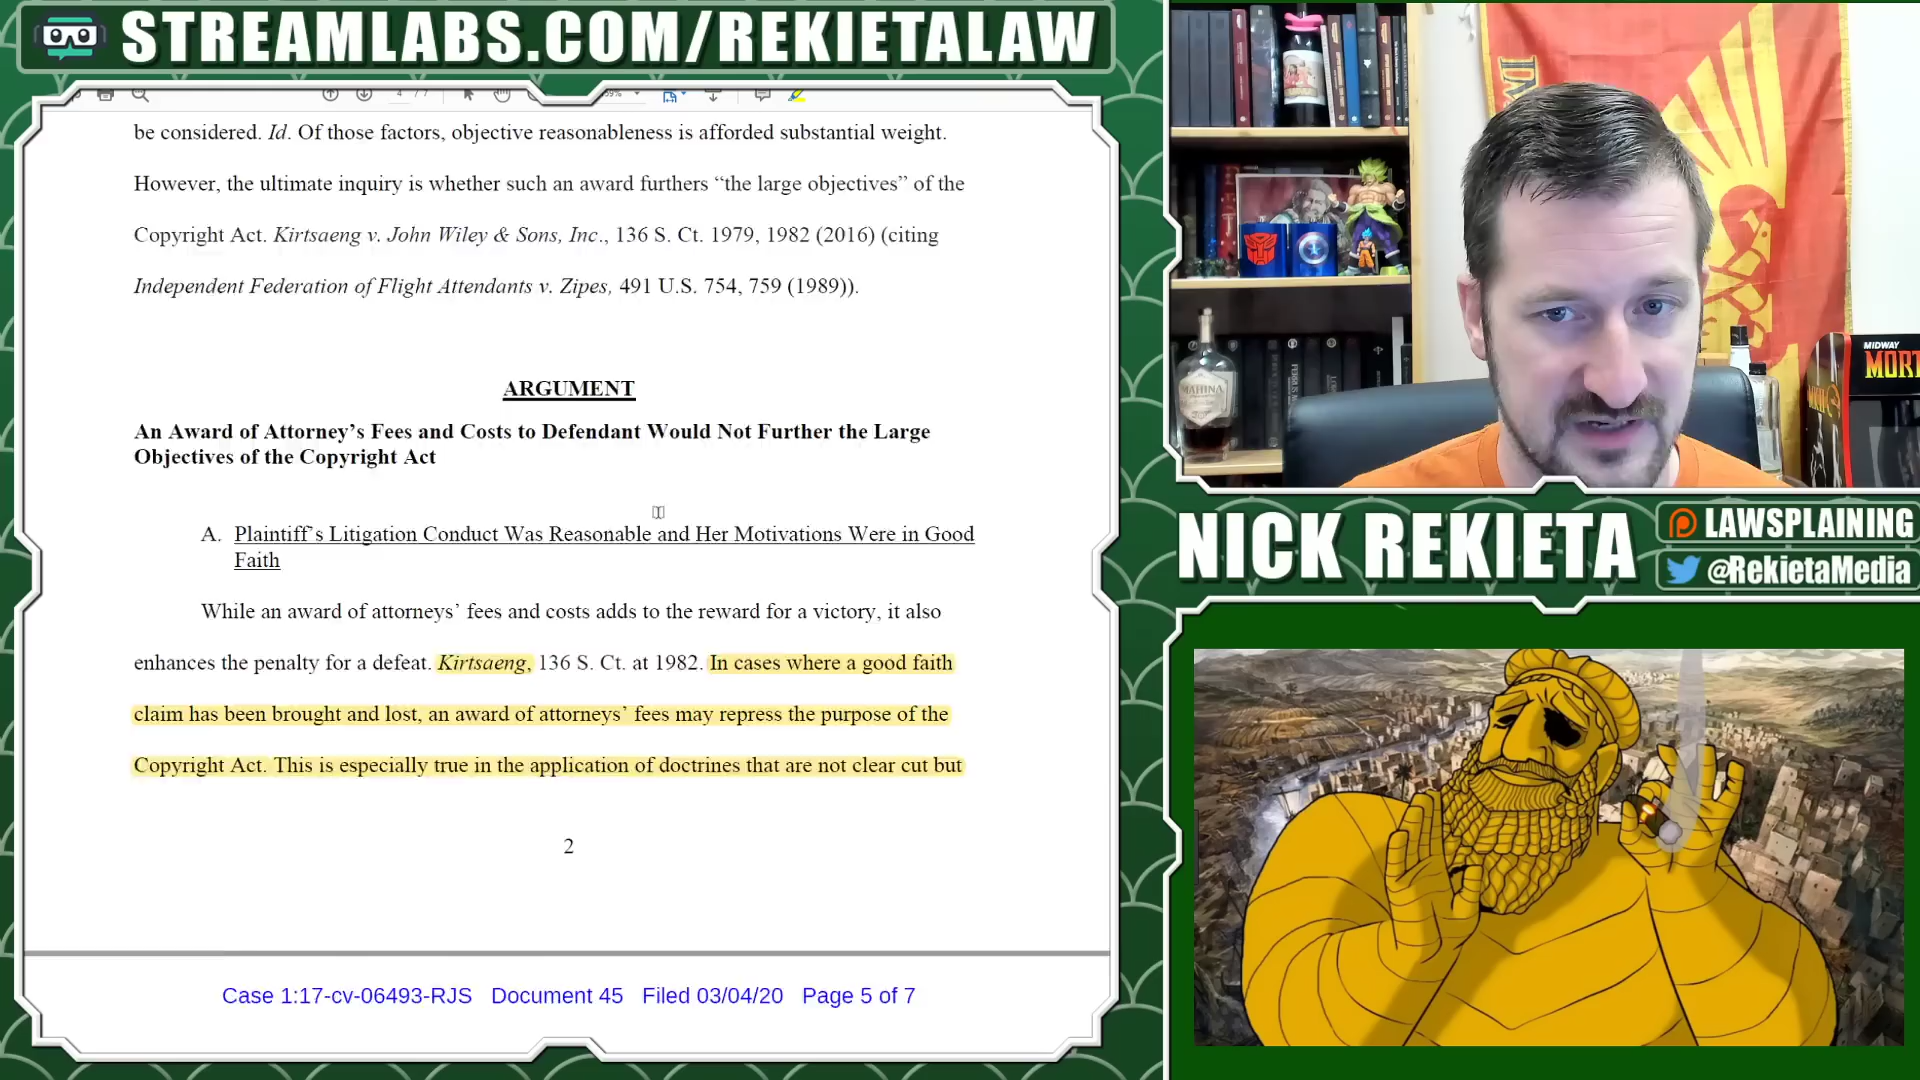 STREAMLABS.COM/REKIETALAW
4 / 7
be considered. Id. Of those factors, objective reasonableness is afforded substantial weight.
However, the ultimate inquiry is whether such an award furthers “the large objectives” of the
Copyright Act. Kirtsaeng v. John Wiley & Sons, Inc., 136 S. Ct. 1979, 1982 (2016) (citing
Independent Federation of Flight Attendants v. Zipes, 491 U.S. 754, 759 (1989)).
ARGUMENT
An Award of Attorney’s Fees and Costs to Defendant Would Not Further the Large
Objectives of the Copyright Act
A. Plaintiff’s Litigation Conduct Was Reasonable and Her Motivations Were in Good
Faith
While an award of attorneys’ fees and costs adds to the reward for a victory, it also
enhances the penalty for a defeat. Kirtsaeng, 136 S. Ct. at 1982. In cases where a good faith
claim has been brought and lost, an award of attorneys’ fees may repress the purpose of the
Copyright Act. This is especially true in the application of doctrines that are not clear cut but
2
Case 1:17-cv-06493-RJS Document 45 Filed 03/04/20 Page 5 of 7
MAHINA
MIDWAY
MORT
NICK REKIETA
LAWSPLAINING
@RekietaMedia